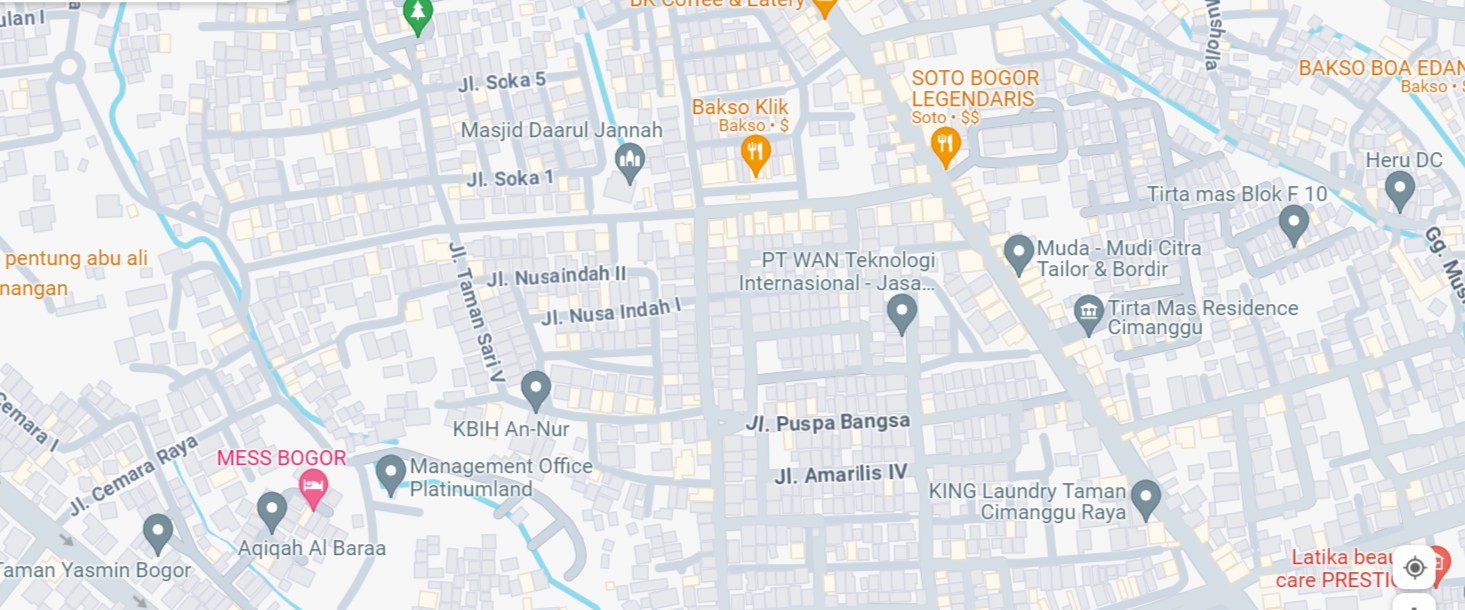 BK Coffee & Eatery
Jl. Soka 5
SOTO BOGOR
LEGENDARIS
Soto • $$
BAKSO BOA EDAN
Bakso •
Bakso Klik
Bakso • $
Masjid Daarul Jannah
Musholla
Jl. Soka 1
Heru DC
Tirta mas Blok F 10
pentung abu ali
nangan
Jl. Taman Sari V
Jl. Nusaindah II
Jl. Nusa Indah I
PT WAN Teknologi
Internasional - Jasa...
Muda - Mudi Citra
Tailor & Bordir
Gg. Mus
Tirta Mas Residence
Cimanggu
Cemara I
KBIH An-Nur
Jl. Puspa Bangsa
Jl. Cemara Raya
MESS BOGOR
Management Office
Platinumland
Jl. Amarilis IV
KING Laundry Taman
Cimanggu Raya
Aqiqah Al Baraa
Taman Yasmin Bogor
Latika beau
care PRESTIG